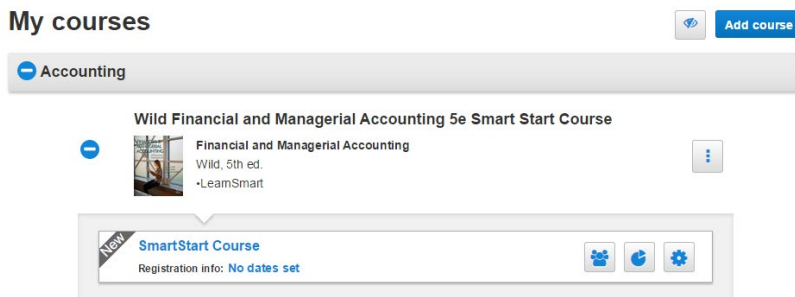 My courses
Add course
Accounting
Wild Financial and Managerial Accounting 5e Smart Start Course
Financial and Managerial Accounting
Wild, 5th ed.
•LearnSmart
New
SmartStart Course
Registration info: No dates set